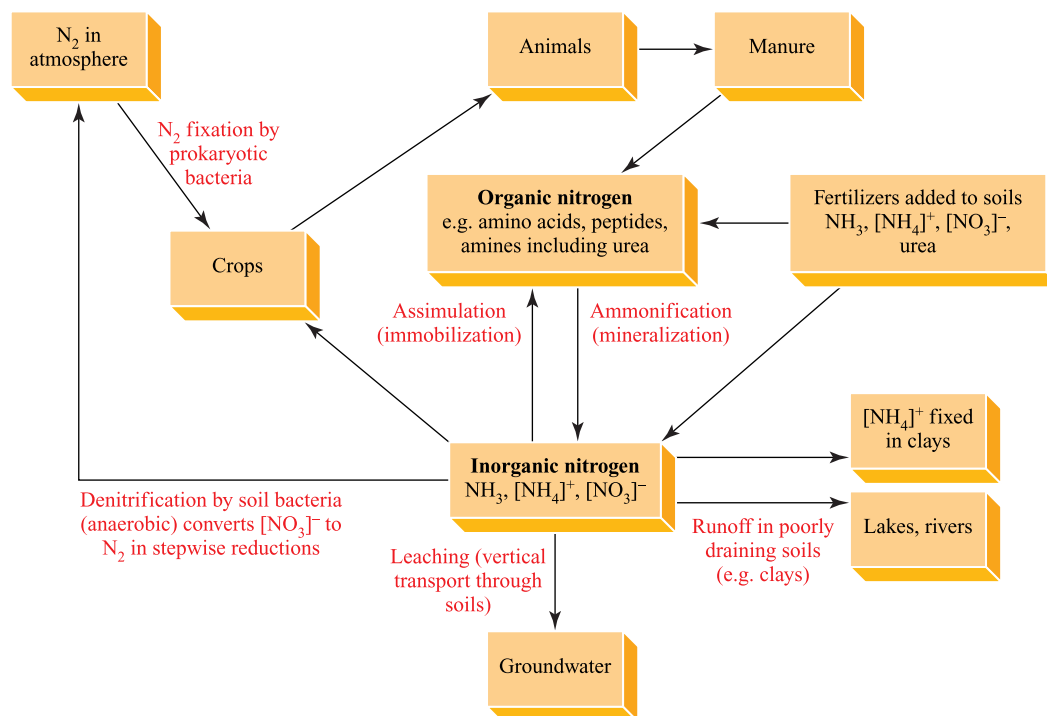 N₂ in
atmosphere
Animals
Manure
N₂ fixation by
prokaryotic
bacteria
Organic nitrogen
e.g. amino acids, peptides,
amines including urea
Fertilizers added to soils
NH₃, [NH₄]⁺, [NO₃]⁻,
urea
Crops
Assimulation
(immobilization)
Ammonification
(mineralization)
[NH₄]⁺ fixed
in clays
Inorganic nitrogen
NH₃, [NH₄]⁺, [NO₃]⁻
Denitrification by soil bacteria
(anaerobic) converts [NO₃]⁻ to
N₂ in stepwise reductions
Lakes, rivers
Runoff in poorly
draining soils
(e.g. clays)
Leaching (vertical
transport through
soils)
Groundwater